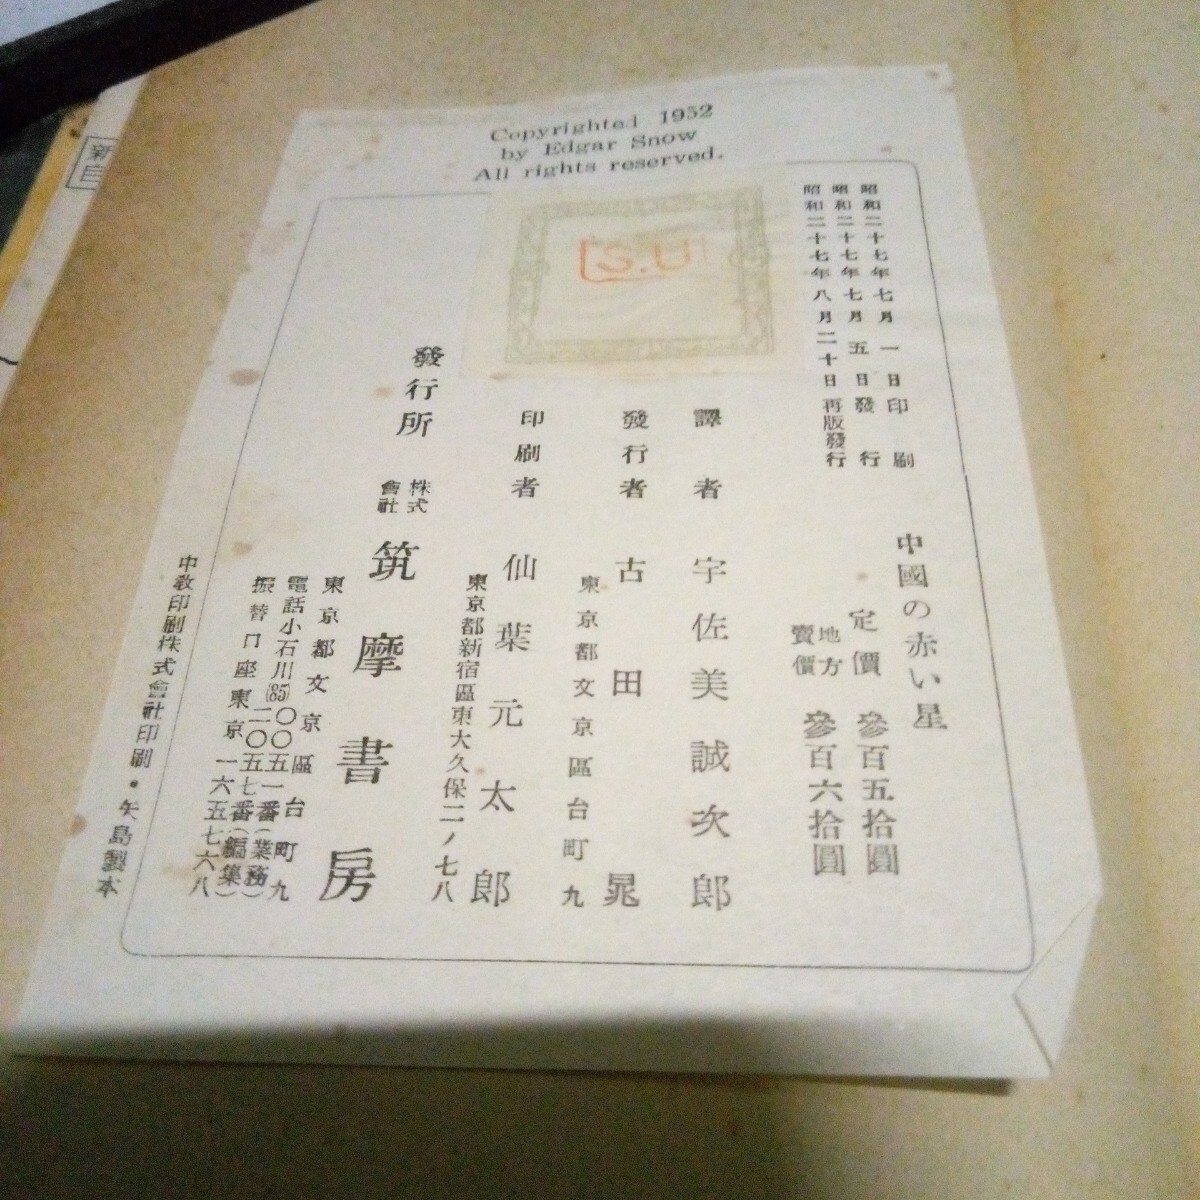 Copyrighted 1952
by Edgar Snow
All rights reserved.
S.U
昭和二十七年七月一日印刷
昭和二十七年七月五日發行
昭和二十七年八月二十日再版發行
中國の赤い星
定價 參百五拾圓
地方賣價 參百六拾圓
譯者 宇佐美誠次郎
發行者 古田晁
東京都文京區台町九
印刷者 仙葉元太郎
東京都新宿區東大久保二ノ七八
發行所 株式會社 筑摩書房
東京都文京區台町九
電話小石川(85)〇〇五一番(業務)
二〇五七番(編集)
振替口座東京一六五七六八
中教印刷株式會社印刷・矢島製本
新